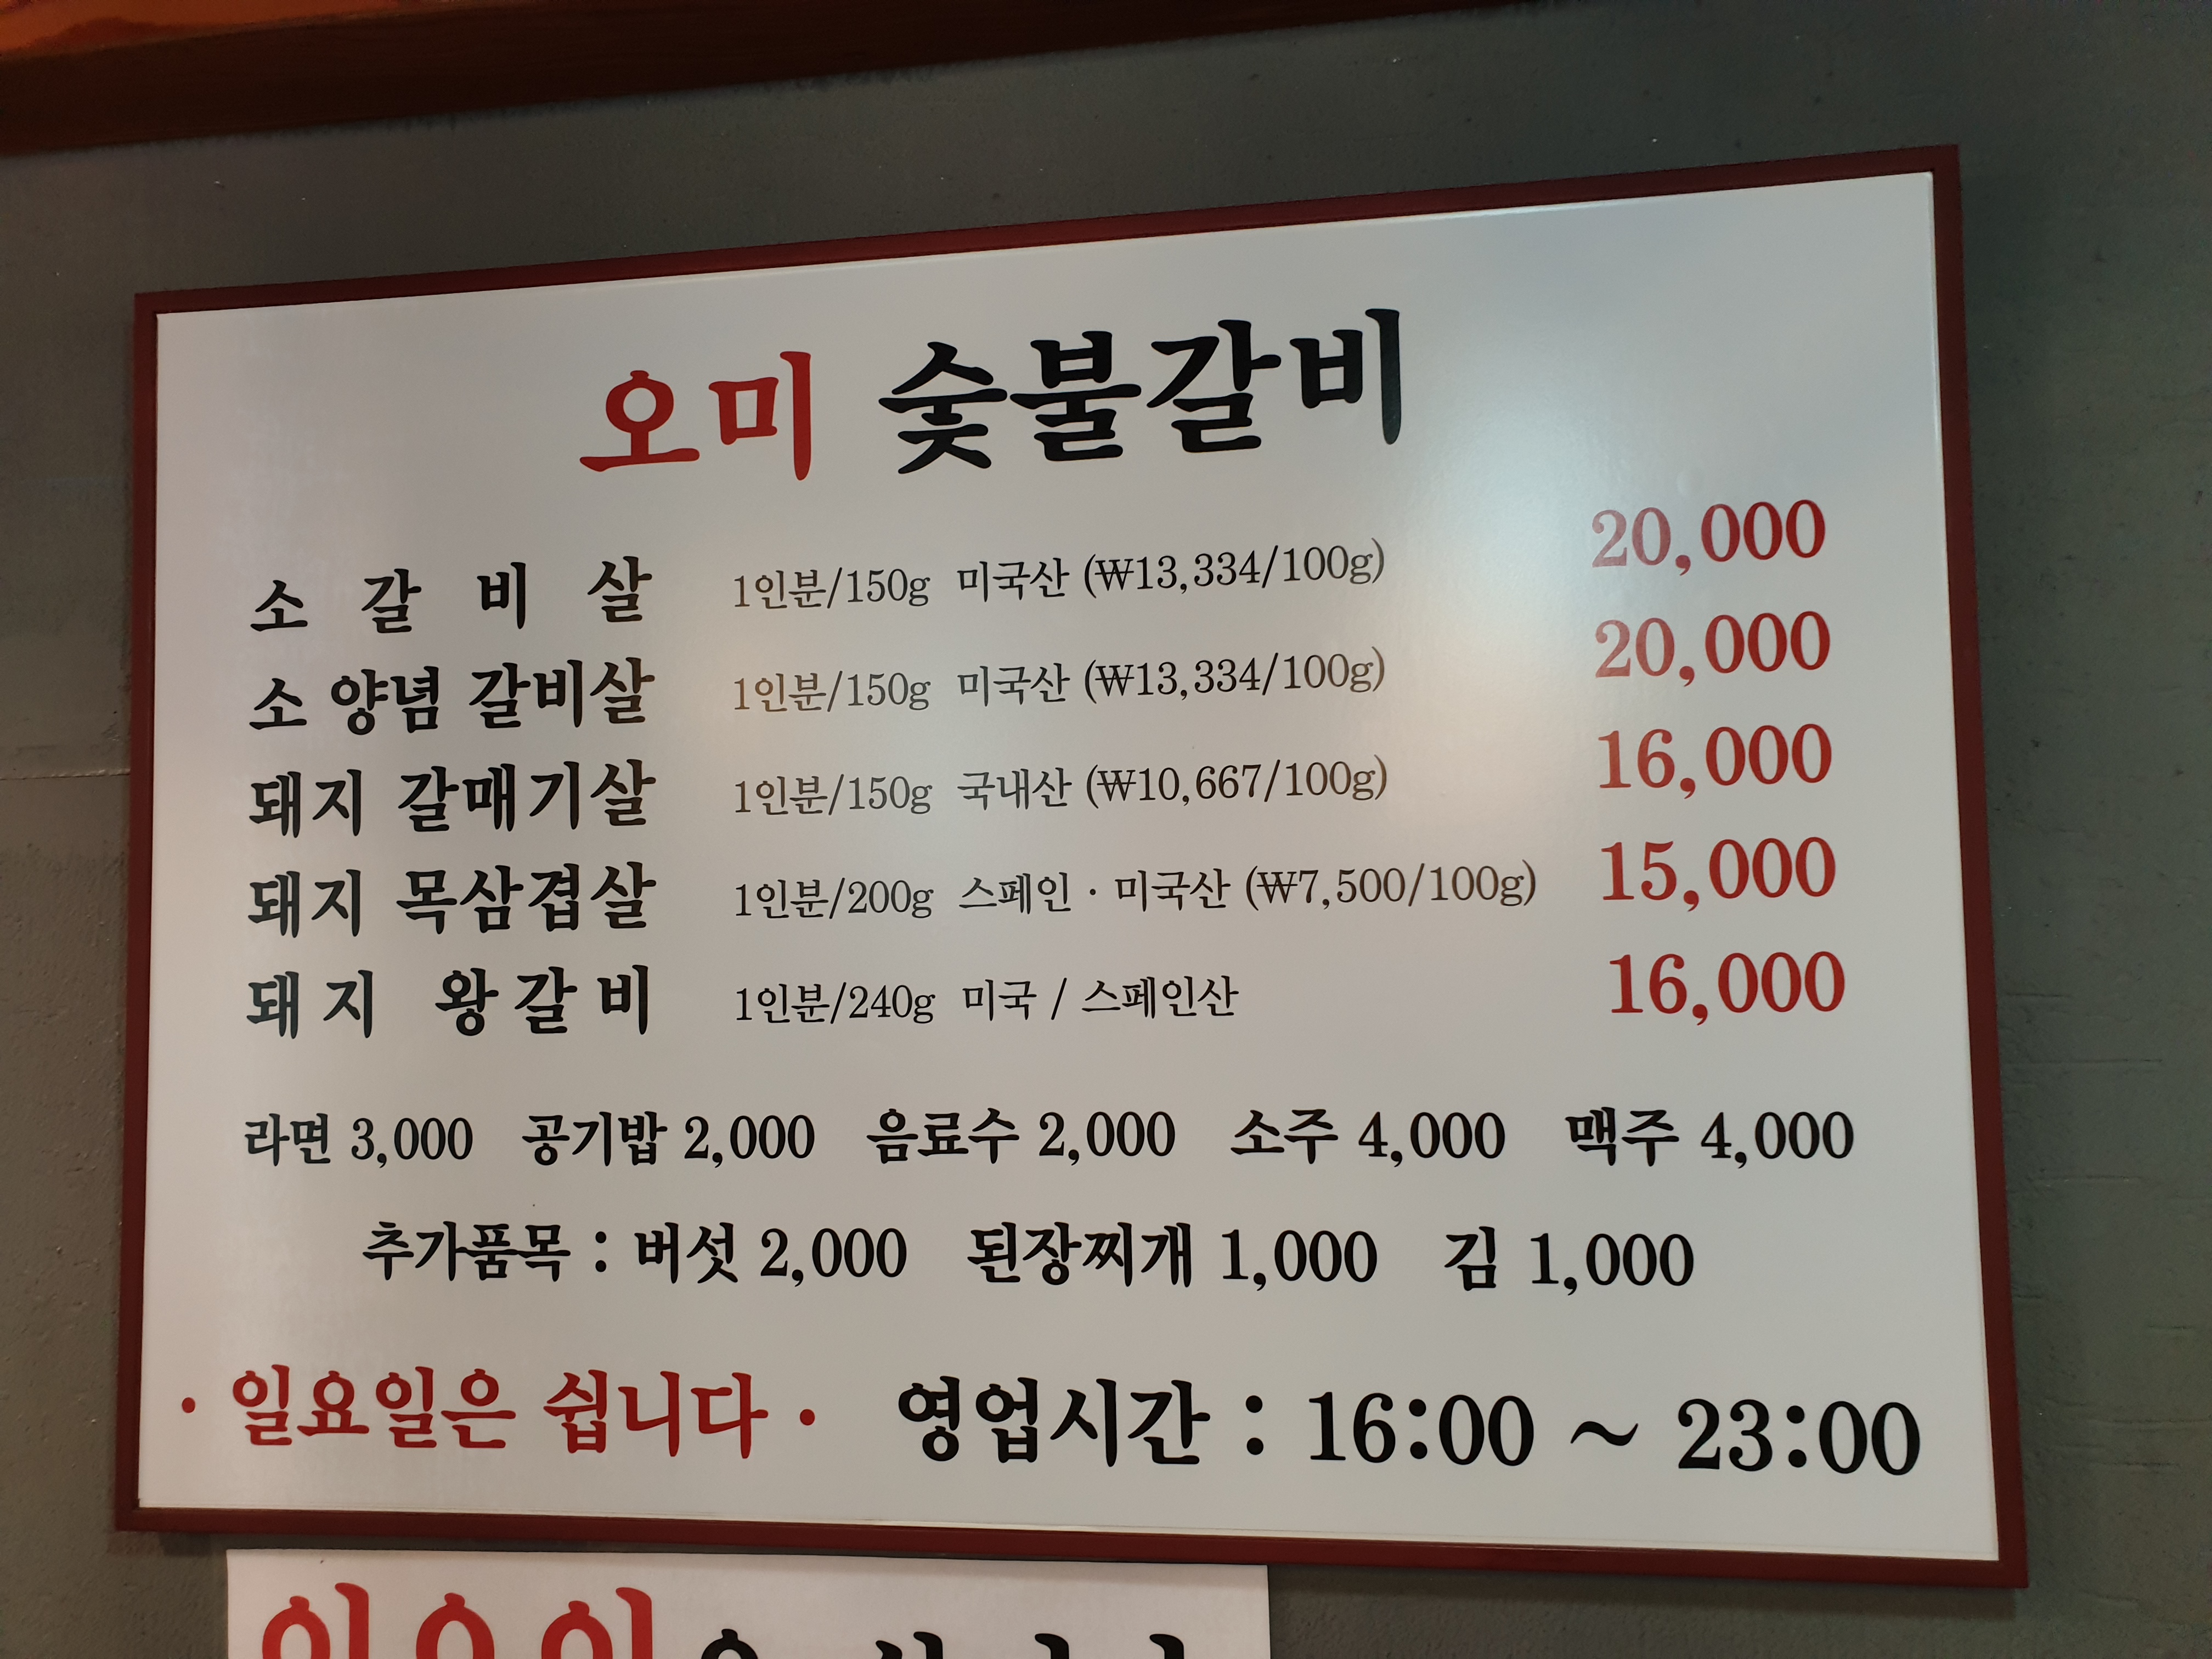 오미 숯불갈비
소 갈 비 살 1인분/150g 미국산 (₩13,334/100g) 20,000
소 양념 갈비살 1인분/150g 미국산 (₩13,334/100g) 20,000
돼지 갈매기살 1인분/150g 국내산 (₩10,667/100g) 16,000
돼지 목삼겹살 1인분/200g 스페인 · 미국산 (₩7,500/100g) 15,000
돼 지 왕 갈 비 1인분/240g 미국 / 스페인산 16,000
라면 3,000 공기밥 2,000 음료수 2,000 소주 4,000 맥주 4,000
추가품목 : 버섯 2,000 된장찌개 1,000 김 1,000
· 일요일은 쉽니다 · 영업시간 : 16:00 ~ 23:00